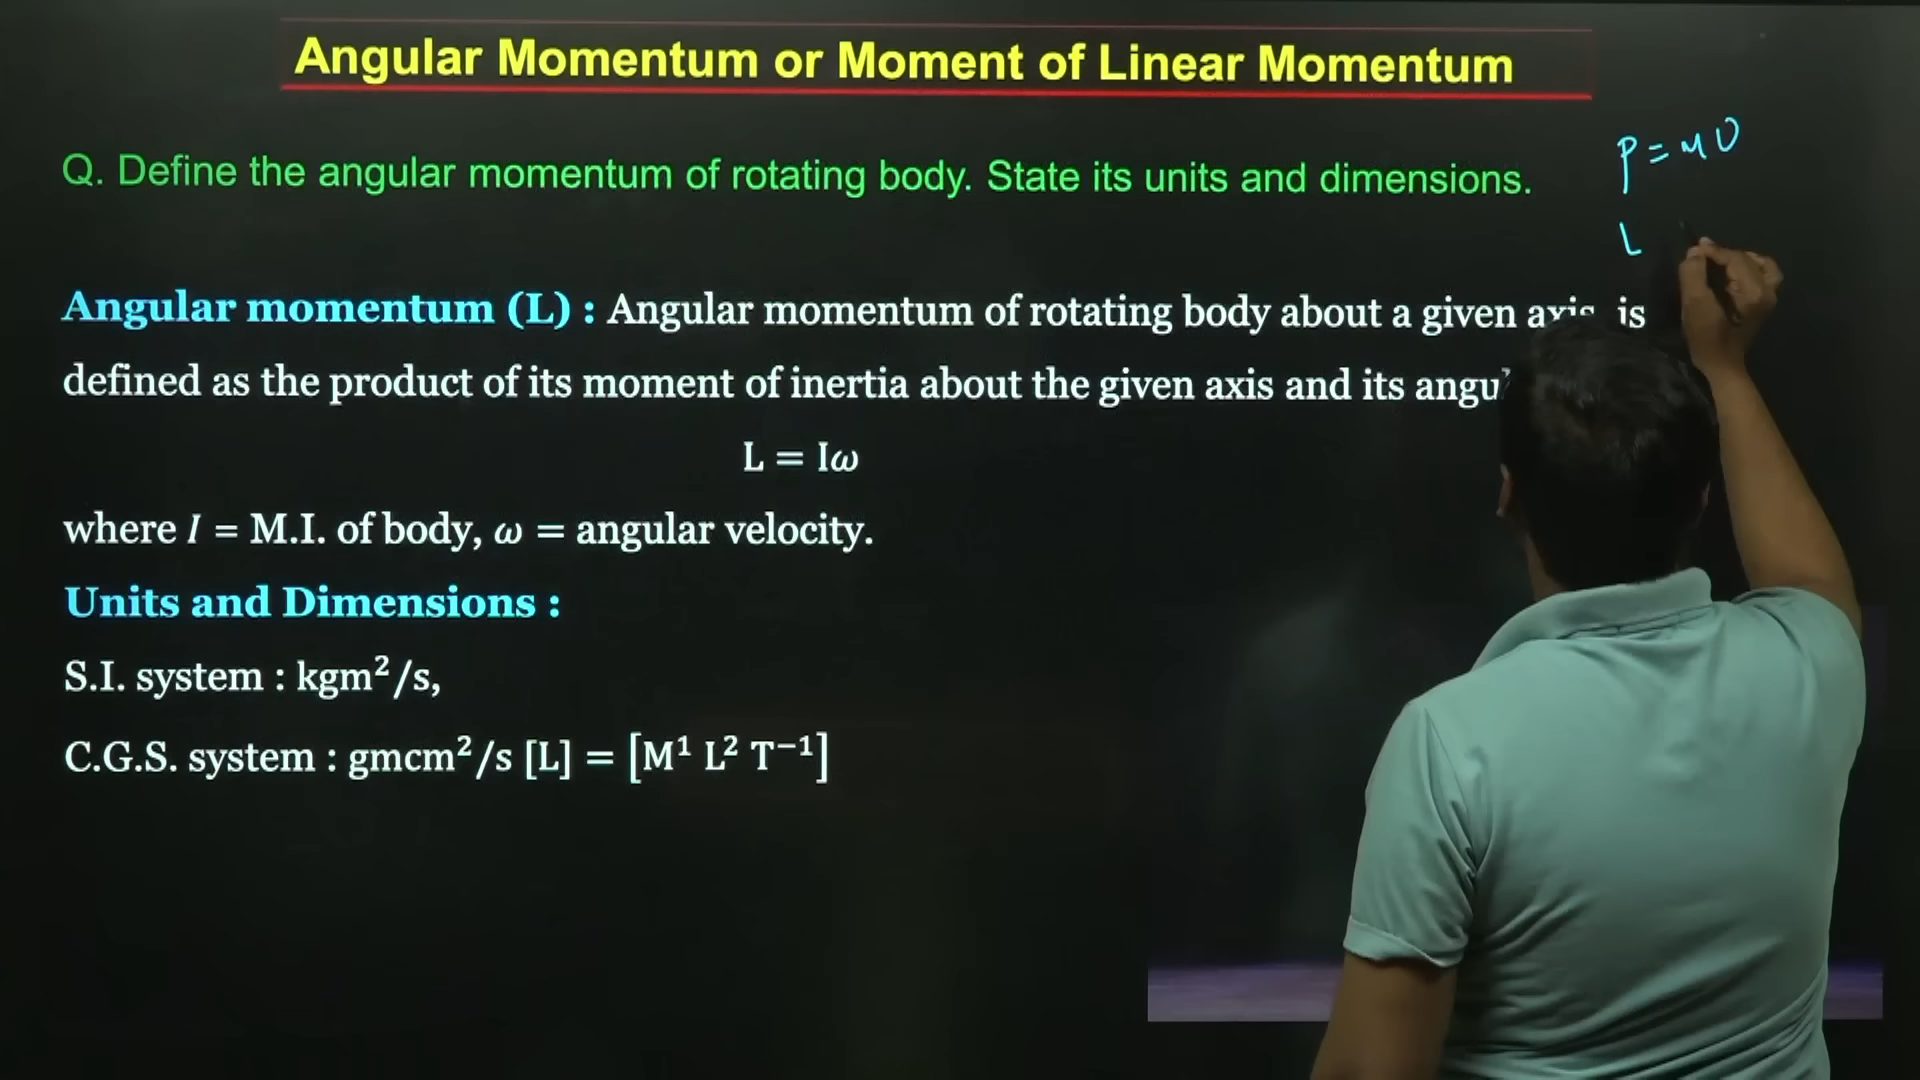 Angular Momentum or Moment of Linear Momentum
Q. Define the angular momentum of rotating body. State its units and dimensions.
P = MV
L
Angular momentum (L) : Angular momentum of rotating body about a given axis is
defined as the product of its moment of inertia about the given axis and its
L = Iω
where I = M.I. of body, ω = angular velocity.
Units and Dimensions :
S.I. system : kgm²/s,
C.G.S. system : gmcm²/s [L] = [M¹ L² T⁻¹]